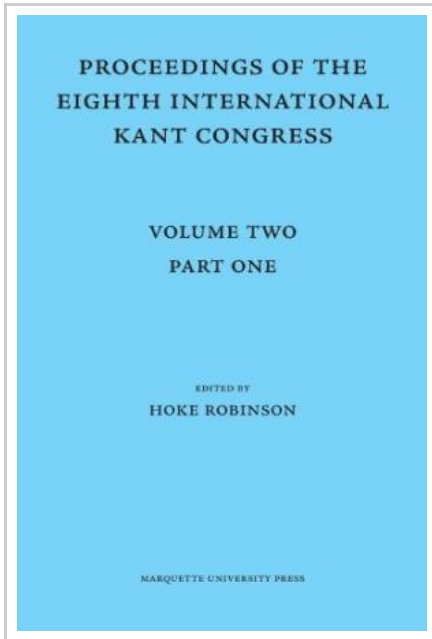 PROCEEDINGS OF THE
EIGHTH INTERNATIONAL
KANT CONGRESS
VOLUME TWO
PART ONE
EDITED BY
HOKE ROBINSON
MARQUETTE UNIVERSITY PRESS